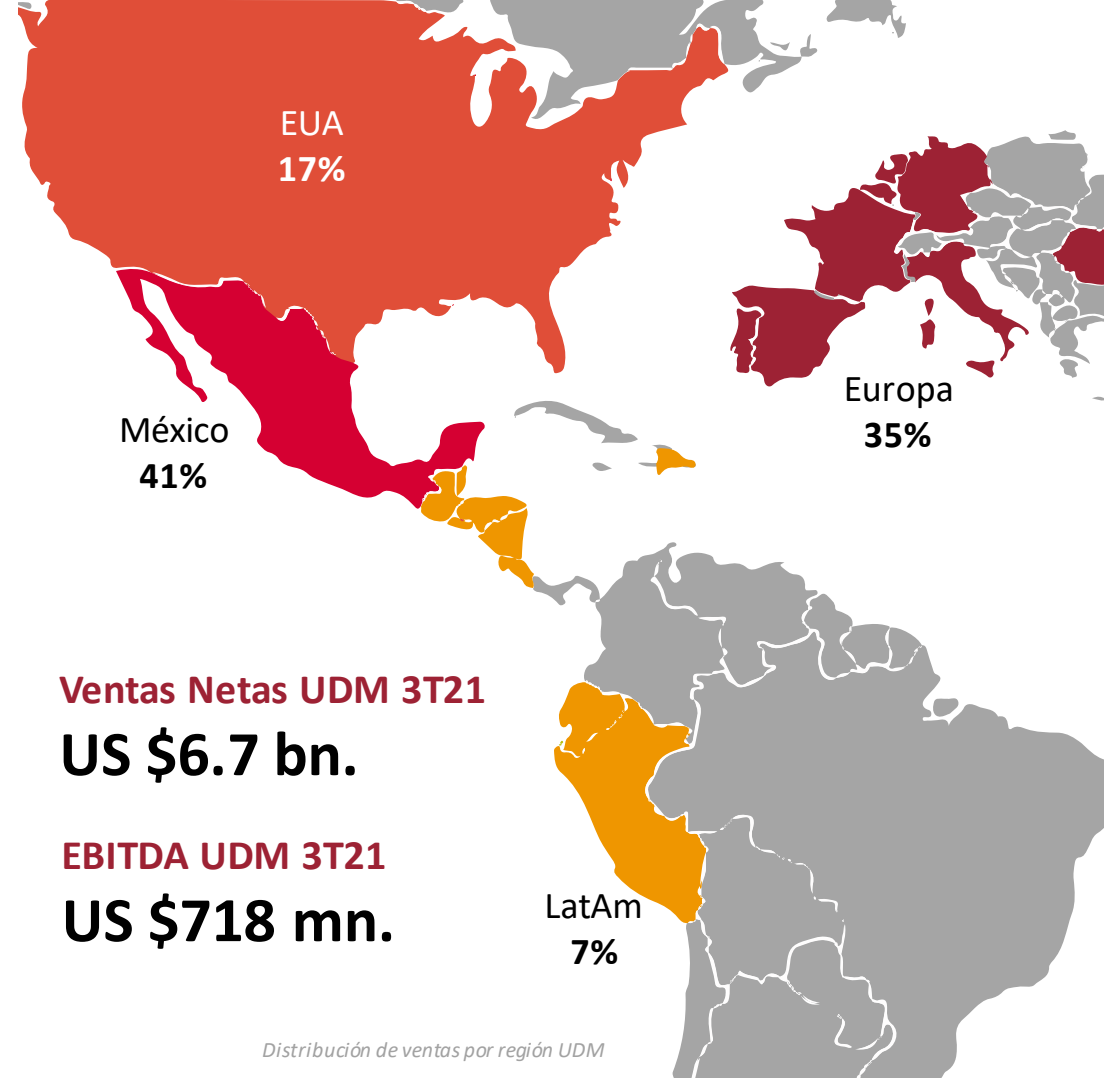 EUA
17%
Europa
35%
México
41%
Ventas Netas UDM 3T21
US $6.7 bn.
EBITDA UDM 3T21
US $718 mn.
LatAm
7%
Distribución de ventas por región UDM